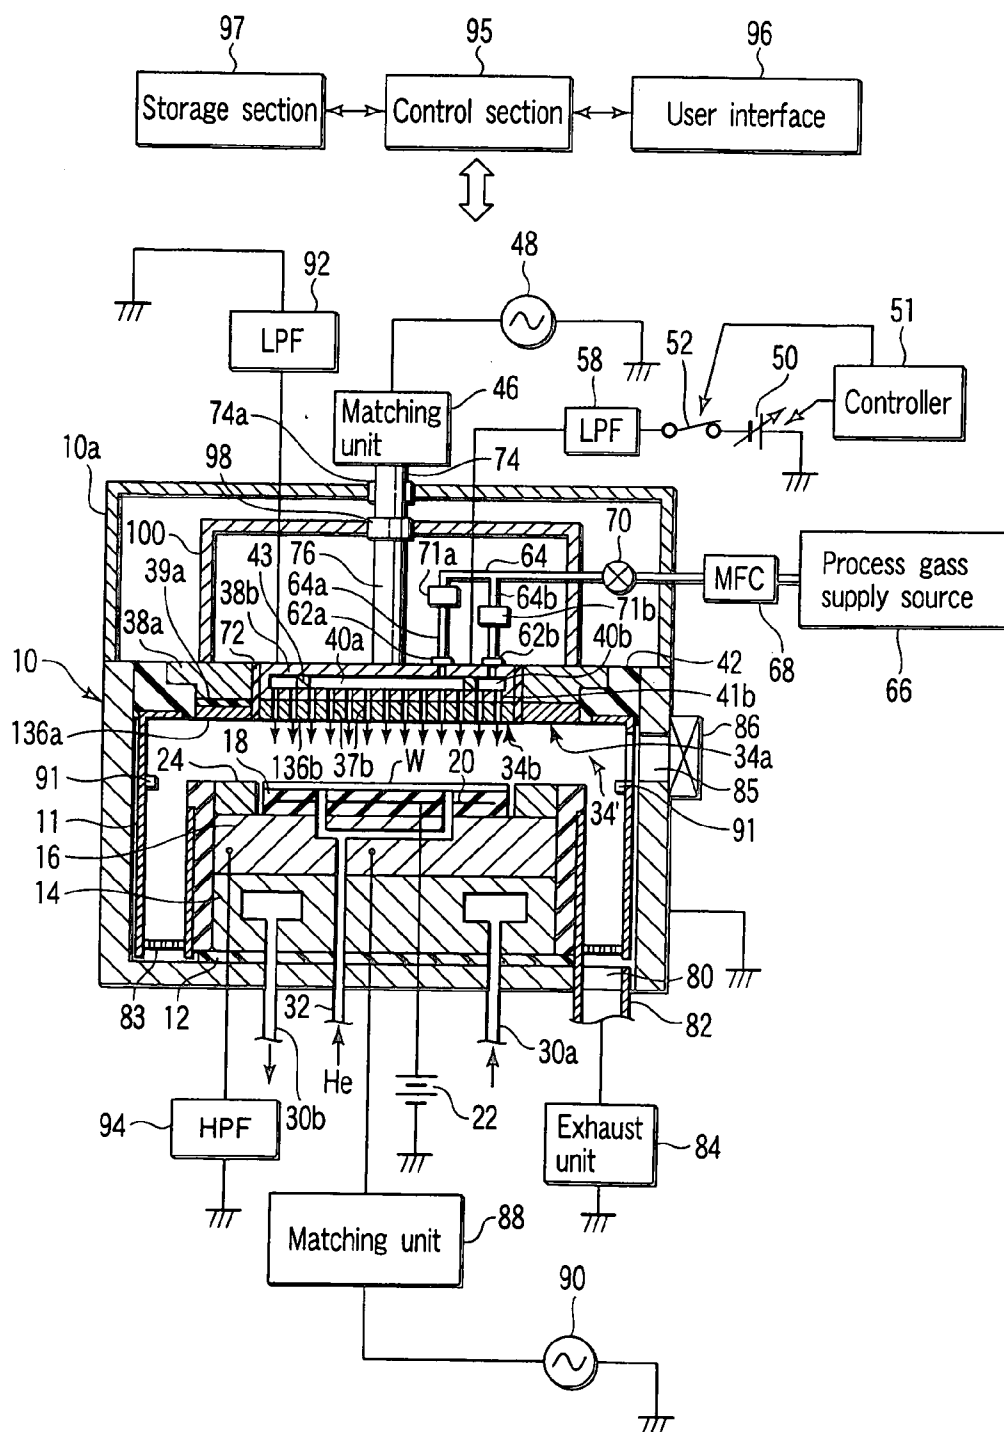 97 95 96
Storage section Control section User interface
92 48 51
LPF 52 50
58
Matching unit 46 LPF Controller
74a 74
10a 98
100 76 71a 64 70
39a 43 64a 64b MFC Process gass supply source
38a 38b 62a 71b
72 40a 62b 40b 42 68
10 41b 66
86
136a 18 136b 37b W 20 34b 34a
24 85
91 34' 91
11
16
14
83 12 32 80
82
He 30a
30b
94 HPF 22 Exhaust unit 84
Matching unit 88
90